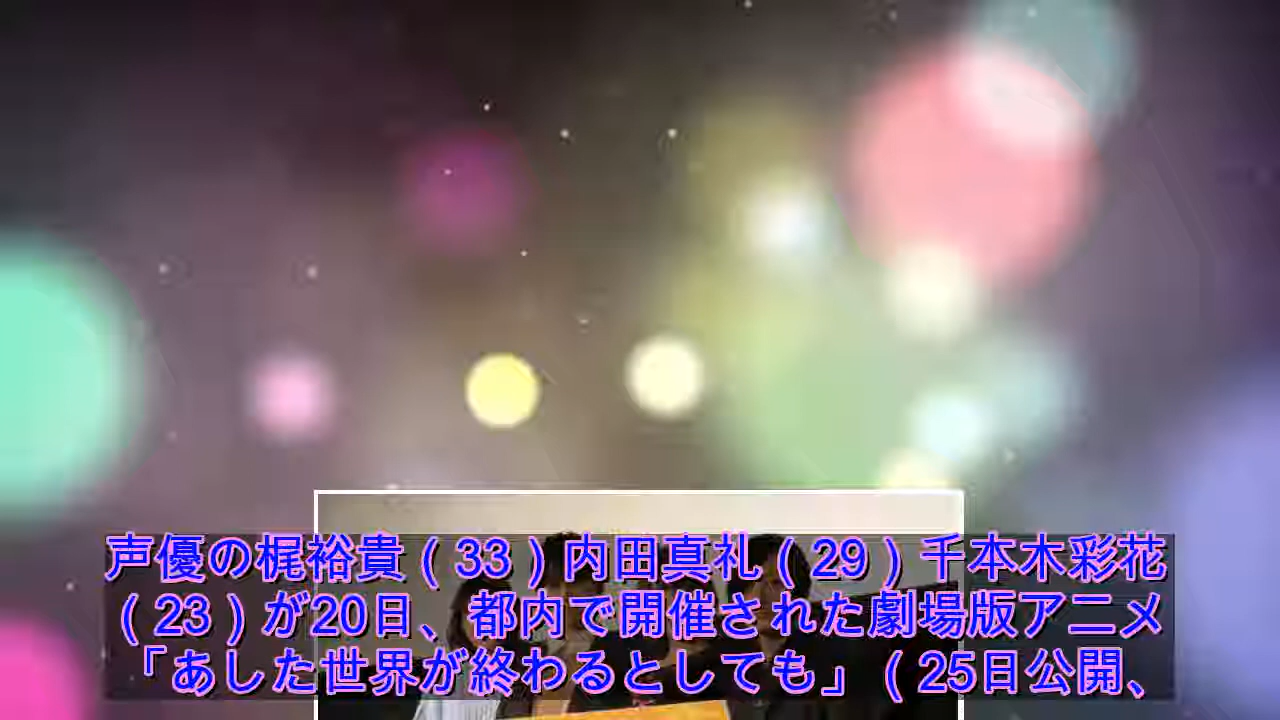 声優の梶裕貴(33)内田真礼(29)千本木彩花
(23)が20日、都内で開催された劇場版アニメ
「あした世界が終わるとしても」(25日公開、